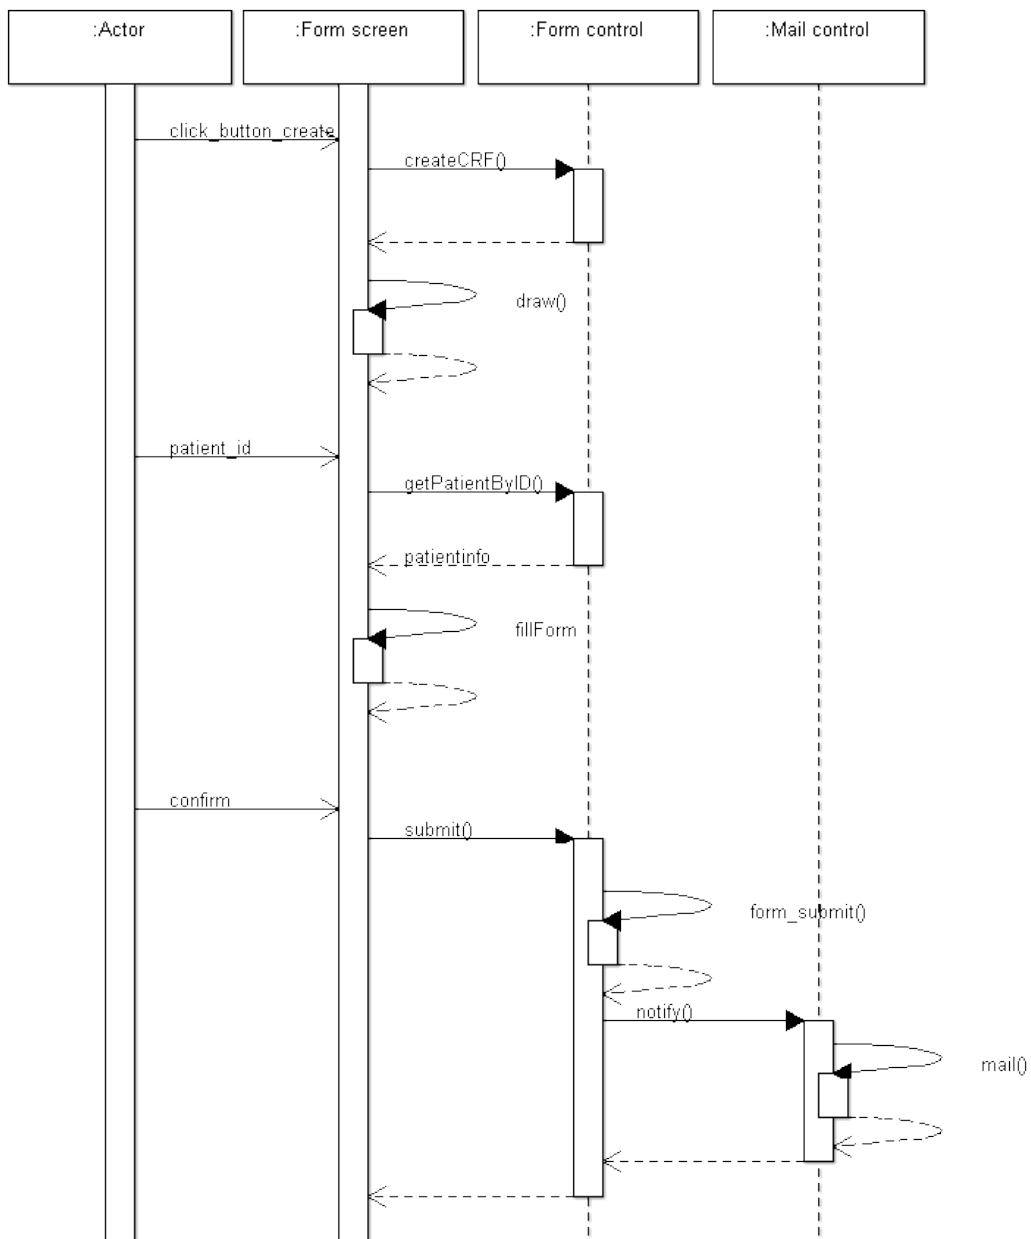 :Actor
:Form screen
:Form control
:Mail control
click_button_create
createCRF()
draw()
patient_id
getPatientByID()
patientinfo
fillForm
confirm
submit()
form_submit()
notify()
mail()